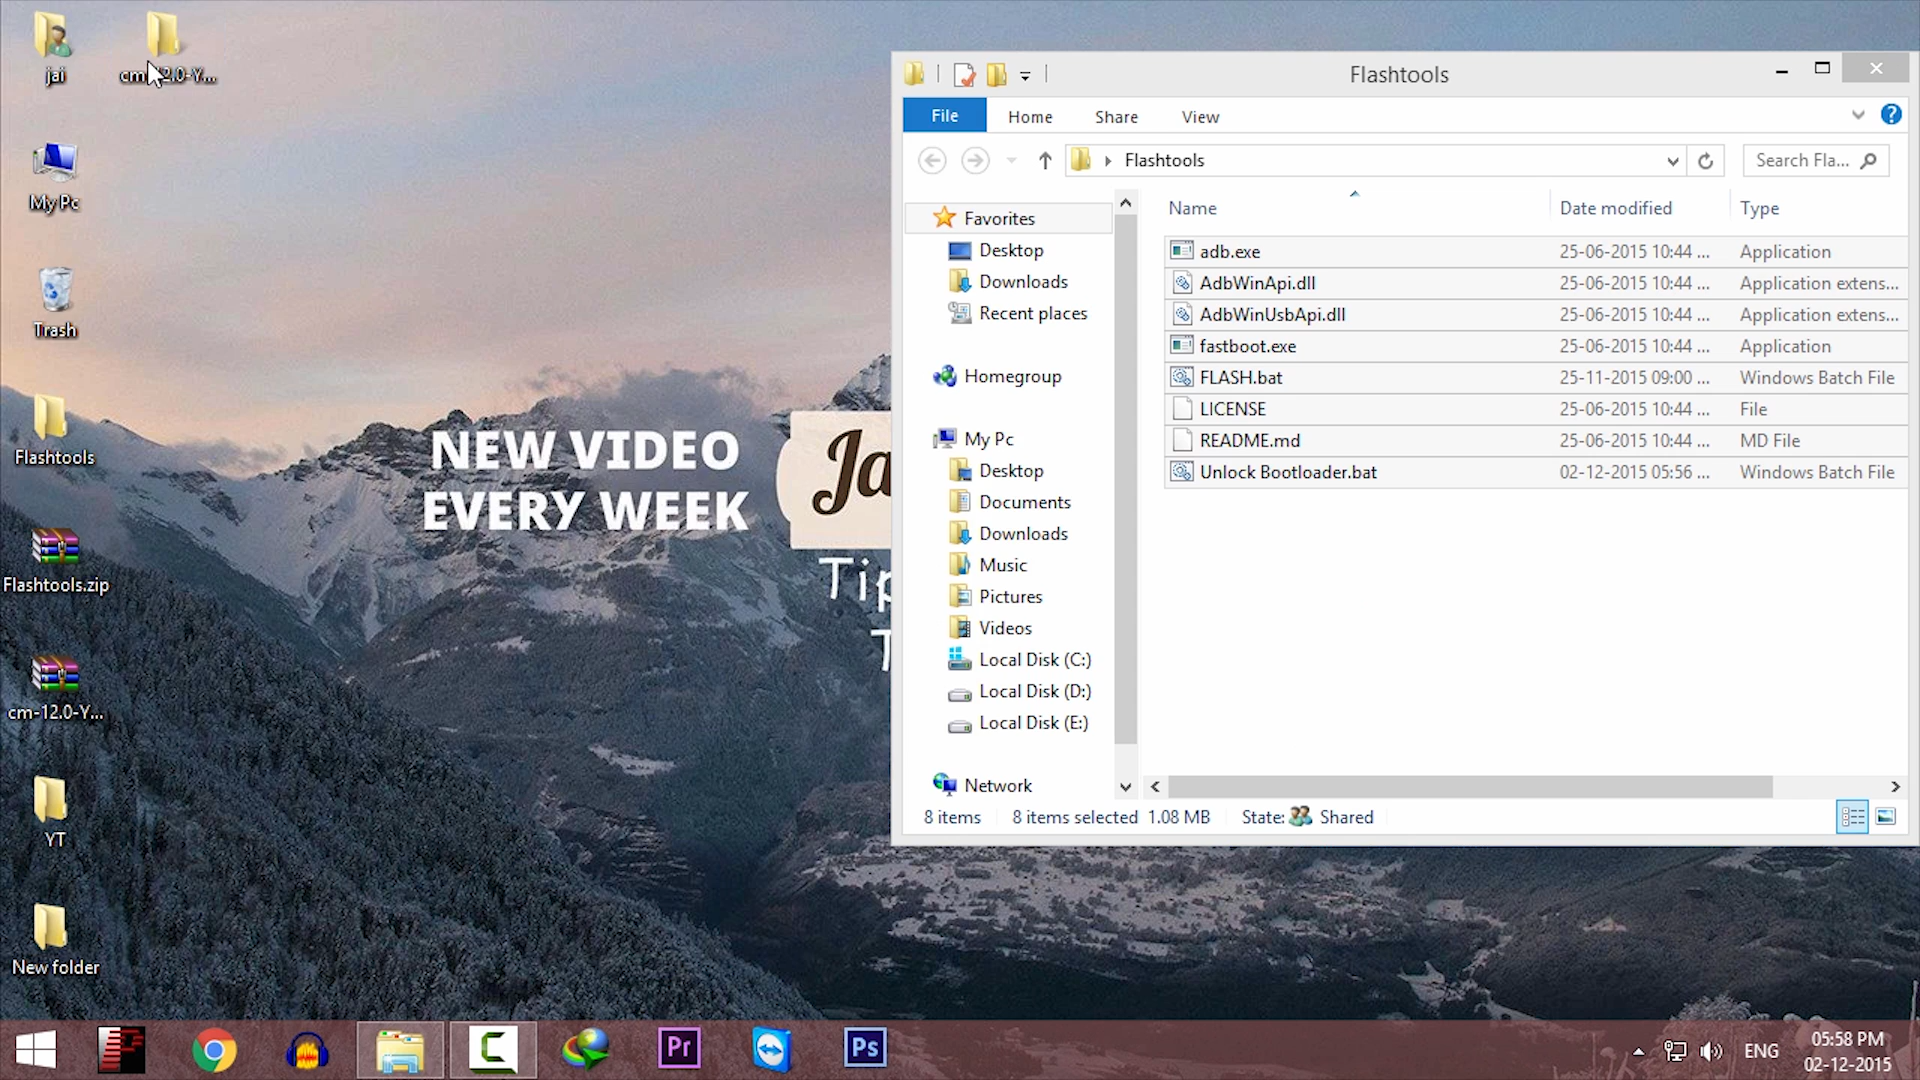 jai
cm-12.0-Y...
My Pc
Trash
Flashtools
Flashtools.zip
cm-12.0-Y...
YT
New folder
NEW VIDEO
EVERY WEEK
Ja
Tip
T
Flashtools
File Home Share View
Flashtools
Search Fla...
Favorites
Desktop
Downloads
Recent places
Homegroup
My Pc
Desktop
Documents
Downloads
Music
Pictures
Videos
Local Disk (C:)
Local Disk (D:)
Local Disk (E:)
Network
Name Date modified Type
adb.exe 25-06-2015 10:44 ... Application
AdbWinApi.dll 25-06-2015 10:44 ... Application extens...
AdbWinUsbApi.dll 25-06-2015 10:44 ... Application extens...
fastboot.exe 25-06-2015 10:44 ... Application
FLASH.bat 25-11-2015 09:00 ... Windows Batch File
LICENSE 25-06-2015 10:44 ... File
README.md 25-06-2015 10:44 ... MD File
Unlock Bootloader.bat 02-12-2015 05:56 ... Windows Batch File
8 items 8 items selected 1.08 MB State: Shared
Pr
Ps
ENG
05:58 PM
02-12-2015